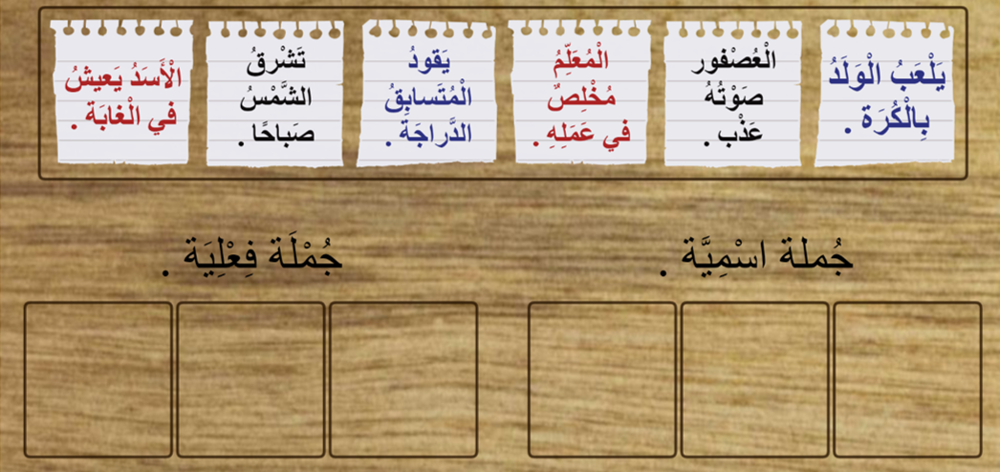 يَلْعَبُ الْوَلَدُ
بِالْكُرَة .
الْعُصْفور
صَوْتُهُ
عَذْب .
الْمُعَلِّمُ
مُخْلِصٌ
في عَمَلِهِ .
يَقودُ
الْمُتَسابِقُ
الدَّراجَةَ .
تَشْرقُ
الشَّمْسُ
صَباحًا .
الْأَسَدُ يَعيشُ
في الْغابَة .
جُملة اسْمِيَّة .
جُمْلَة فِعْلِيَة .